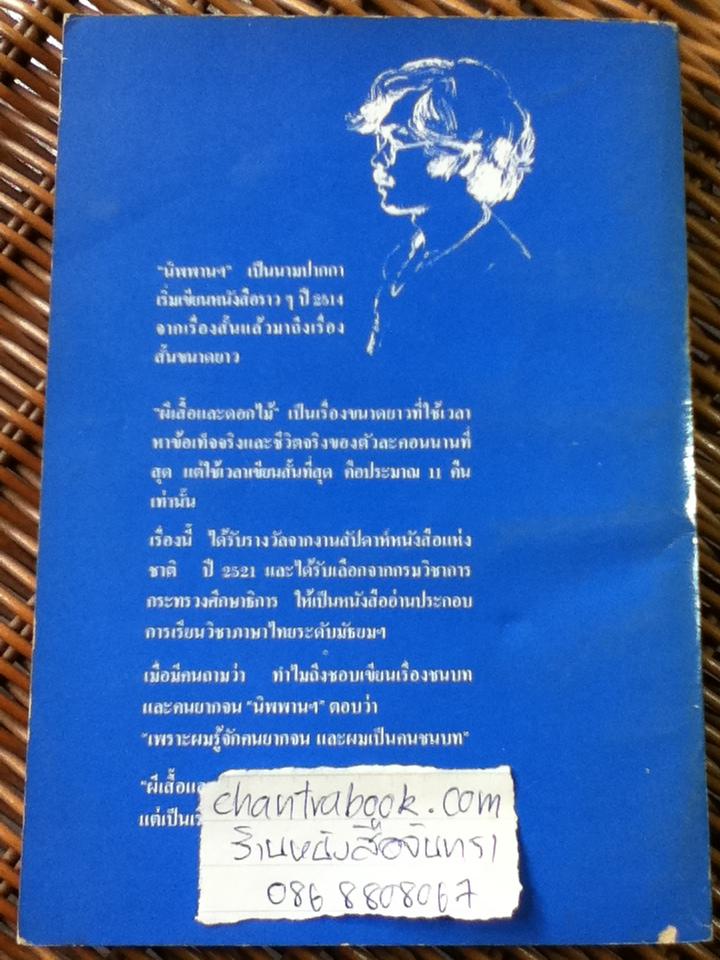 "นิพพานฯ" เป็นนามปากกา
เริ่มเขียนหนังสือราว ๆ ปี 2514
จากเรื่องสั้นแล้วมาถึงเรื่อง
สั้นขนาดยาว
"ผีเสื้อและดอกไม้" เป็นเรื่องขนาดยาวที่ใช้เวลา
หาข้อเท็จจริงและชีวิตจริงของตัวละคอนนานที่
สุด แต่ใช้เวลาเขียนสั้นที่สุด คือประมาณ 11 คืน
เท่านั้น
เรื่องนี้ ได้รับรางวัลจากงานสัปดาห์หนังสือแห่ง
ชาติ ปี 2521 และได้รับเลือกจากกรมวิชาการ
กระทรวงศึกษาธิการ ให้เป็นหนังสืออ่านประกอบ
การเรียนวิชาภาษาไทยระดับมัธยมฯ
เมื่อมีคนถามว่า ทำไมถึงชอบเขียนเรื่องชนบท
และคนยากจน "นิพพานฯ" ตอบว่า
"เพราะผมรู้จักคนยากจน และผมเป็นคนชนบท"
"ผีเสื้อแล
แต่เป็นเ
chantrabook.com
ร้านหนังสือจันทรา
086 8808067